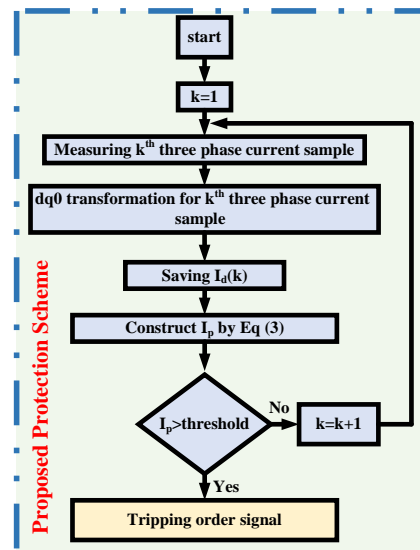 start
k=1
Measuring kth three phase current sample
dq0 transformation for kth three phase current
sample
Saving Id(k)
Construct Ip by Eq (3)
Ip>threshold
No
k=k+1
Yes
Tripping order signal
Proposed Protection Scheme